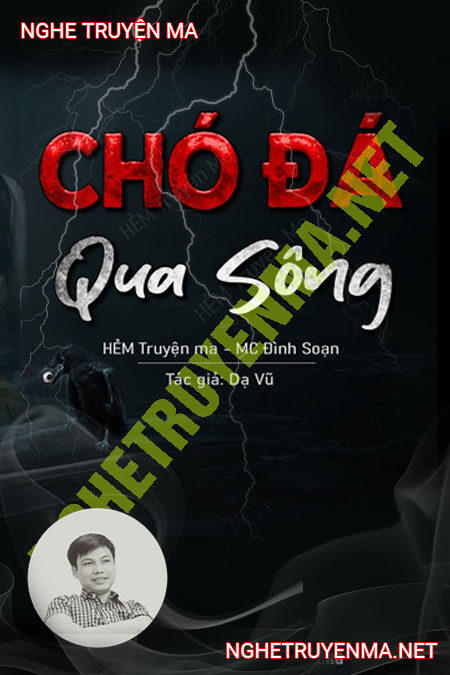 NGHE TRUYỆN MA
CHÓ ĐÁ
Qua Sông
HẺM Truyện ma - MC Đình Soạn
Tác giả: Dạ Vũ
NGHETRUYENMA.NET
NGHETRUYENMA.NET